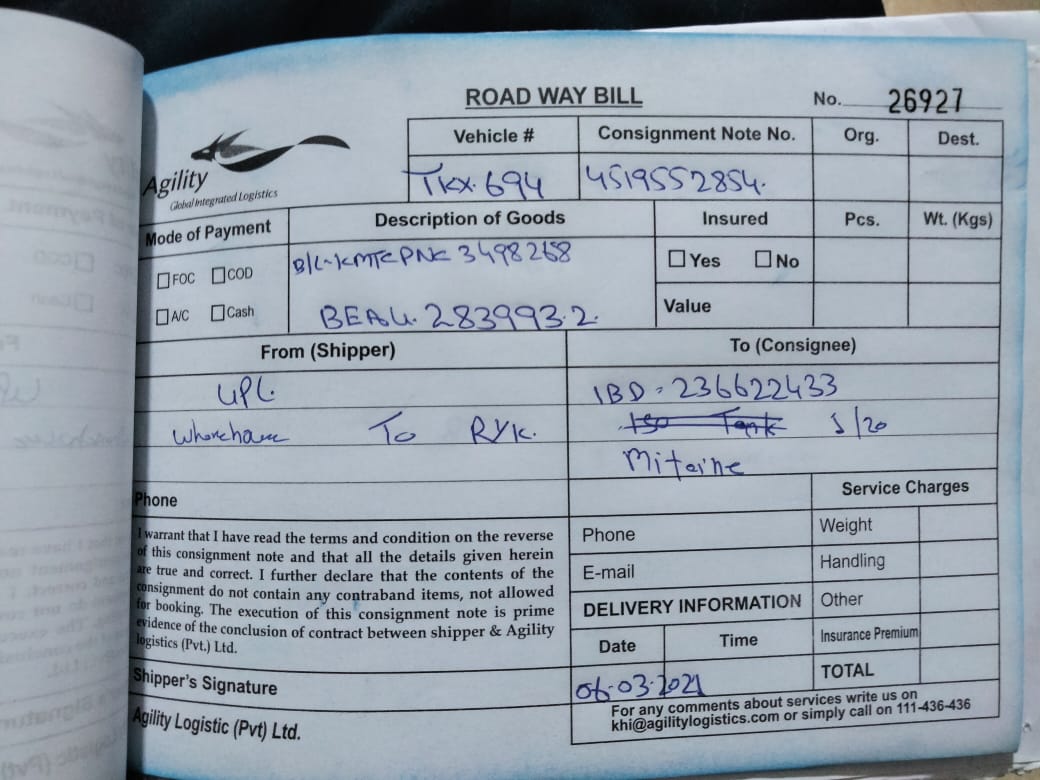 ROAD WAY BILL
No. 26927
Agility
Global Integrated Logistics
Vehicle # Consignment Note No. Org. Dest.
TKX-694 4519552854.
Mode of Payment Description of Goods Insured Pcs. Wt. (Kgs)
FOC COD B/L-KMTCPNC 3498268 Yes No
A/C Cash BEAU. 283993.2. Value
From (Shipper) To (Consignee)
UPL IBD-236622433
To RYK. Iso Tank 1/20
Phone Service Charges
I warrant that I have read the terms and condition on the reverse
of this consignment note and that all the details given herein
are true and correct. I further declare that the contents of the
consignment do not contain any contraband items, not allowed
for booking. The execution of this consignment note is prime
evidence of the conclusion of contract between shipper & Agility
logistics (Pvt.) Ltd.
Phone Weight
E-mail Handling
DELIVERY INFORMATION Other
Date Time Insurance Premium
06-03-2021 TOTAL
Shipper's Signature
Agility Logistic (Pvt) Ltd.
For any comments about services write us on
khi@agilitylogistics.com or simply call on 111-436-436